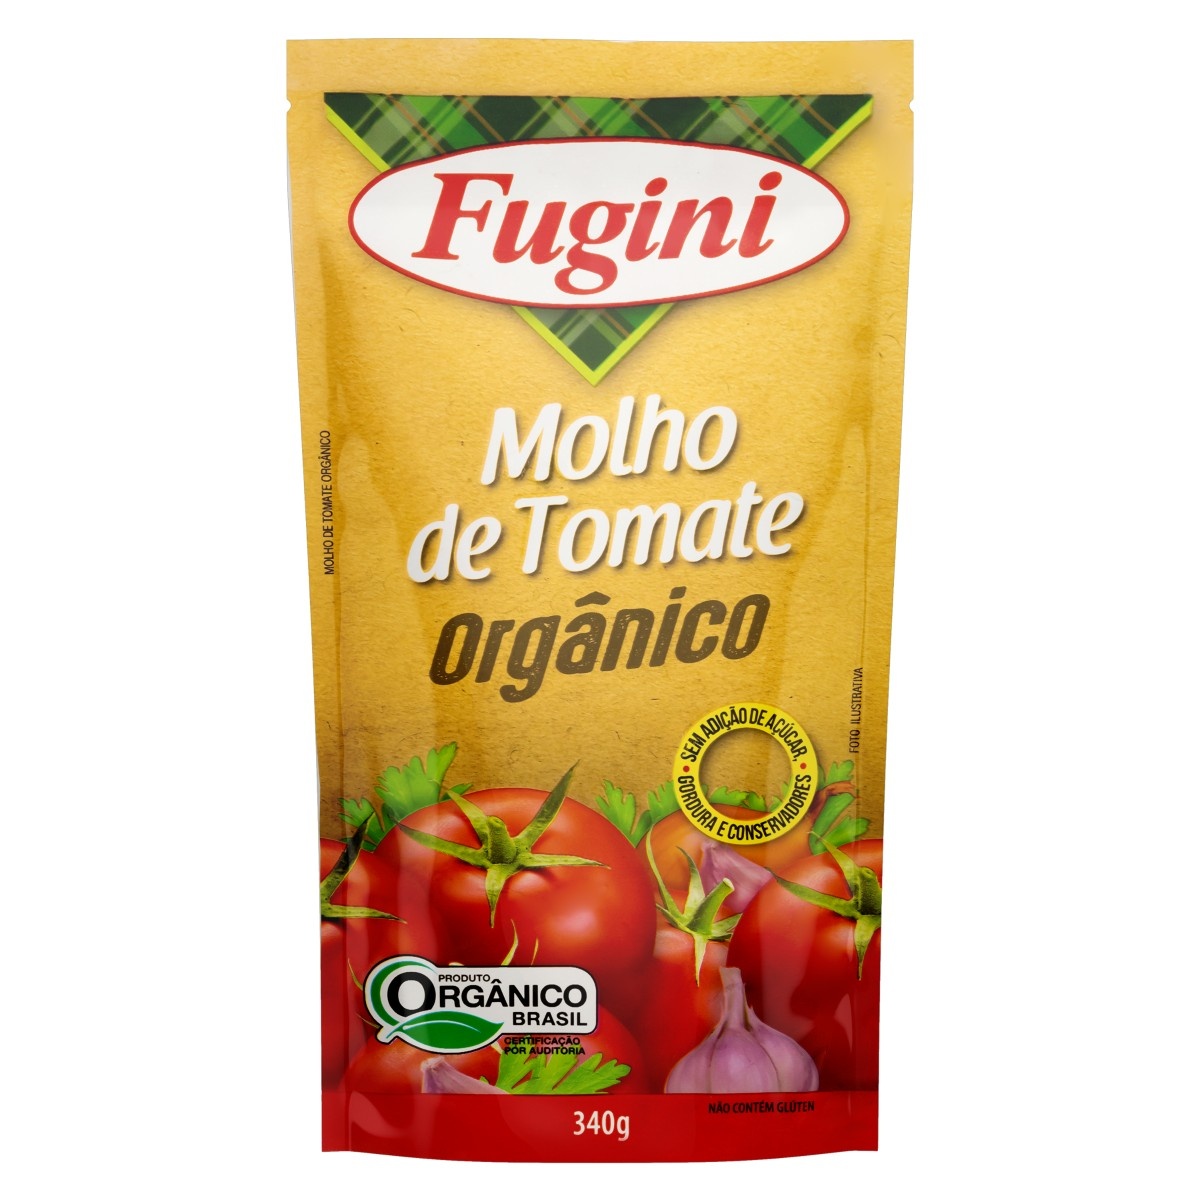 Fugini
Molho
de Tomate
Orgânico
MOLHO DE TOMATE ORGÂNICO
FOTO ILUSTRATIVA
• SEM ADIÇÃO DE AÇÚCAR, •
GORDURA E CONSERVADORES
PRODUTO
ORGÂNICO
BRASIL
CERTIFICAÇÃO
POR AUDITORIA
NÃO CONTÉM GLÚTEN
340g